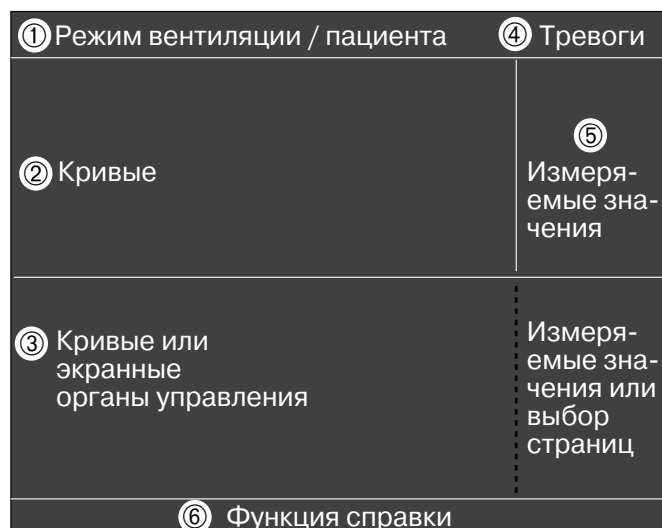 ① Режим вентиляции / пациента
④ Тревоги
② Кривые
⑤
Измеря-
емые зна-
чения
③ Кривые или
экранные
органы управления
Измеря-
емые зна-
чения или
выбор
страниц
⑥ Функция справки